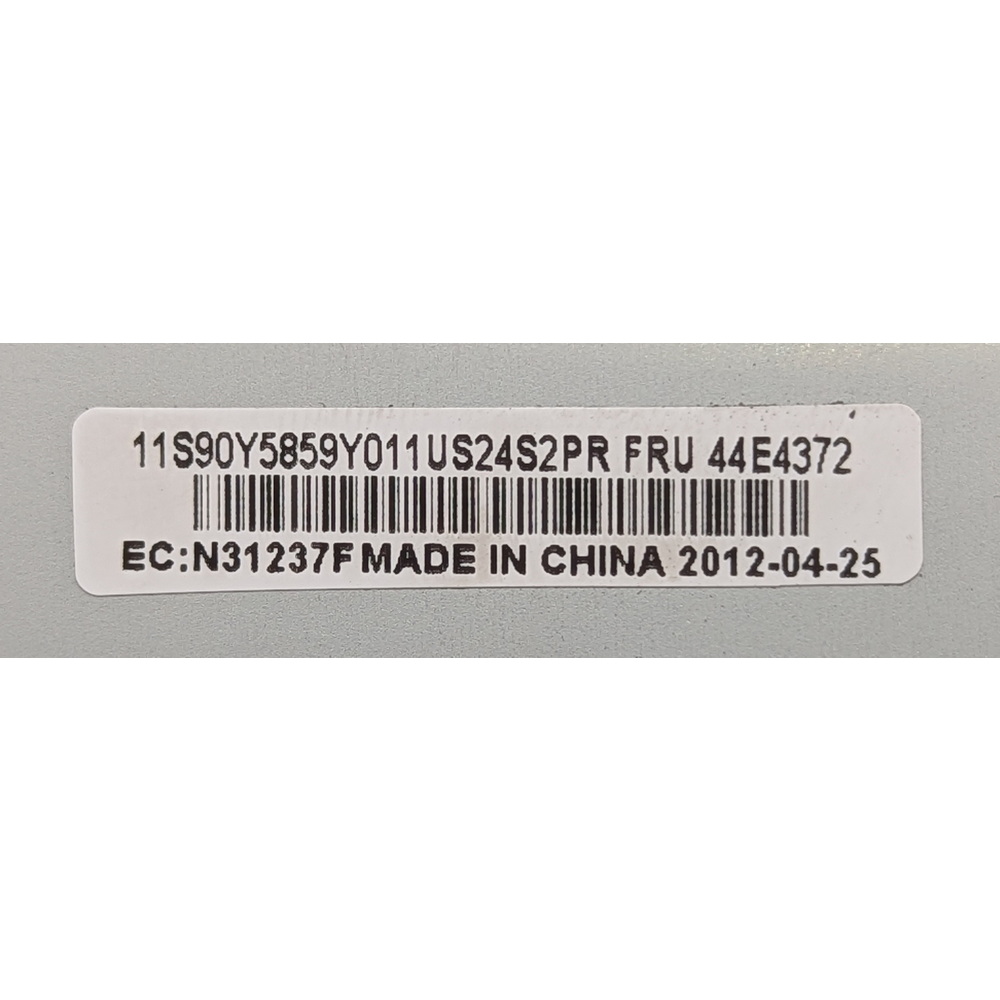 11S90Y5859Y011US24S2PR FRU 44E4372
EC:N31237F MADE IN CHINA 2012-04-25